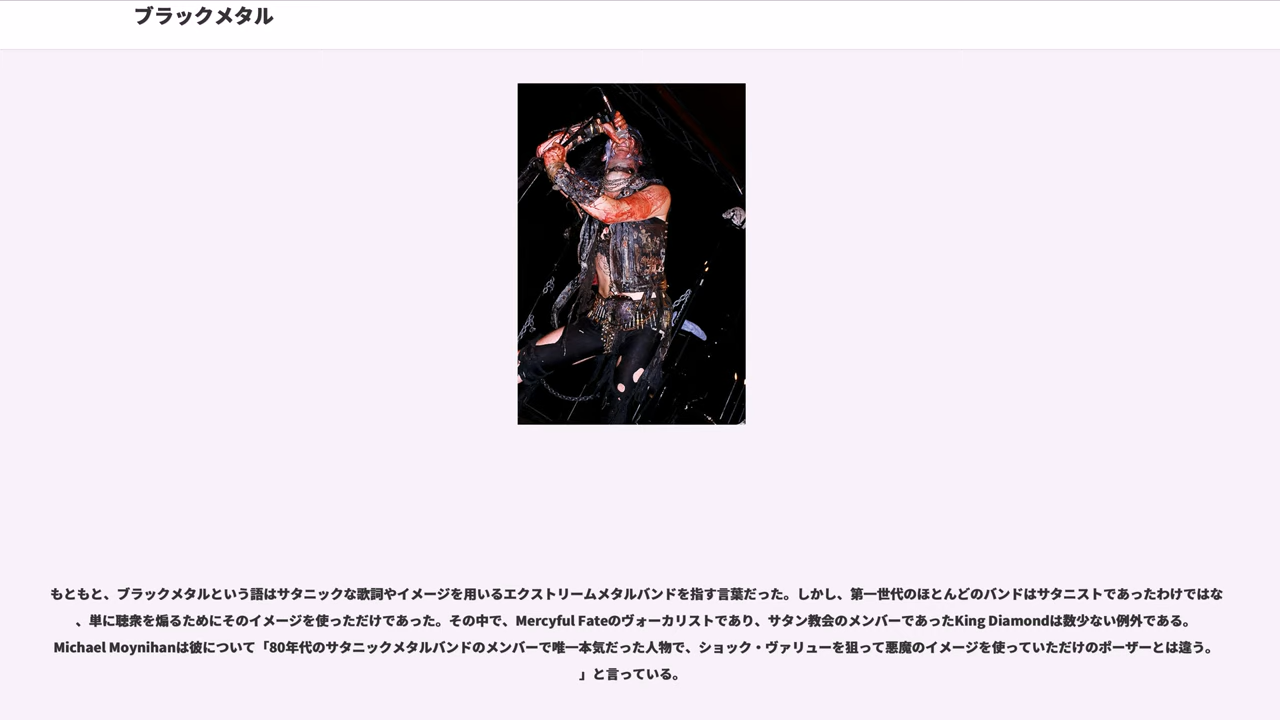 ブラックメタル
もともと、ブラックメタルという語はサタニックな歌詞やイメージを用いるエクストリームメタルバンドを指す言葉だった。しかし、第一世代のほとんどのバンドはサタニストであったわけではな
、単に聴衆を煽るためにそのイメージを使っただけであった。その中で、Mercyful Fateのヴォーカリストであり、サタン教会のメンバーであったKing Diamondは数少ない例外である。
Michael Moynihanは彼について「80年代のサタニックメタルバンドのメンバーで唯一本気だった人物で、ショック・ヴァリューを狙って悪魔のイメージを使っていただけのポーザーとは違う。
」と言っている。